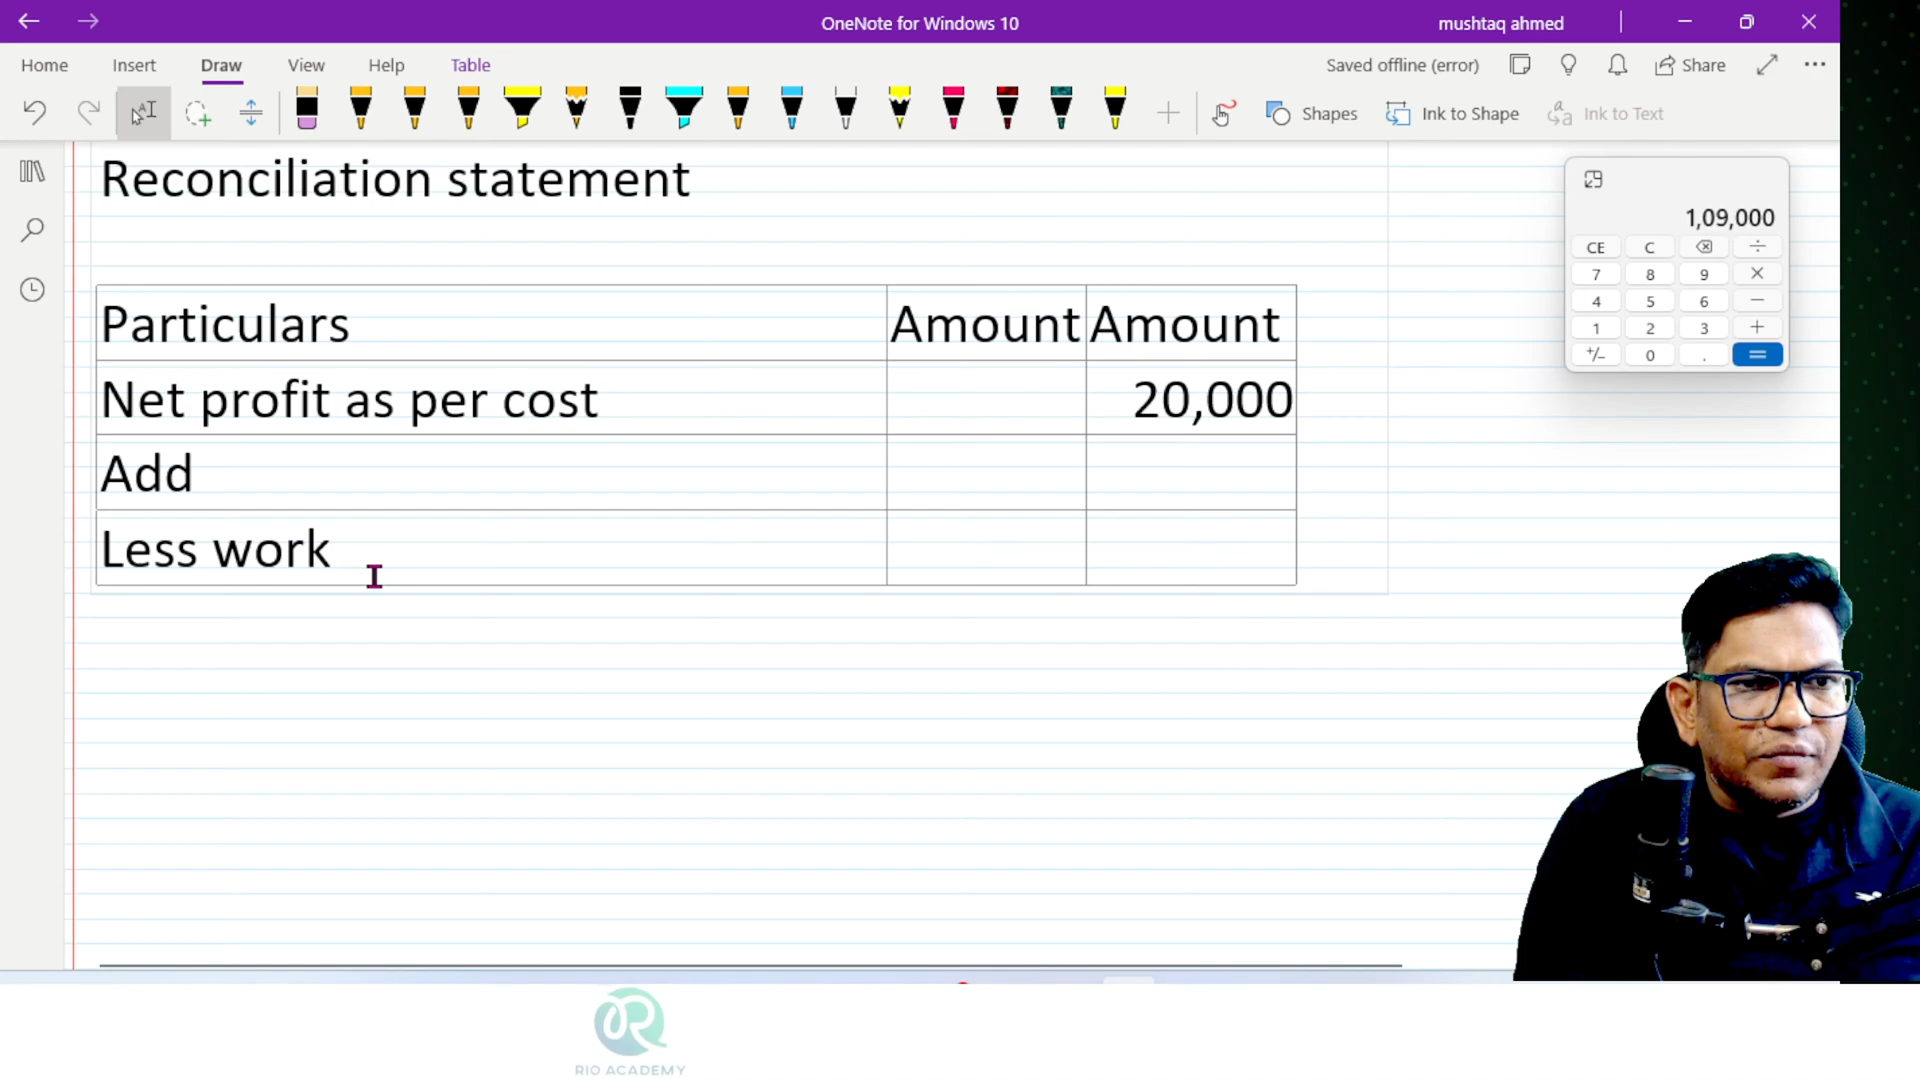 OneNote for Windows 10
mushtaq ahmed
Home Insert Draw View Help Table
Saved offline (error) Share
Shapes Ink to Shape Ink to Text
Reconciliation statement
Particulars Amount Amount
Net profit as per cost 20,000
Add
Less work
1,09,000
CE C ÷
7 8 9 ×
4 5 6 −
1 2 3 +
+/− 0 . =
RIO ACADEMY